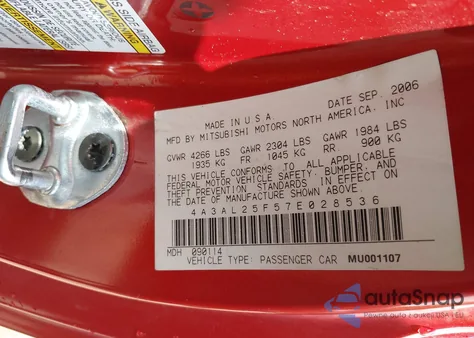 S SIDE AIRBAG
MADE IN U S A
DATE SEP. 2006
MFD BY MITSUBISHI MOTORS NORTH AMERICA, INC
GVWR 4266 LBS GAWR 2304 LBS GAWR 1984 LBS
1935 KG FR 1045 KG RR 900 KG
THIS VEHICLE CONFORMS TO ALL APPLICABLE
FEDERAL MOTOR VEHICLE SAFETY, BUMPER, AND
THEFT PREVENTION STANDARDS IN EFFECT ON
THE DATE OF MANUFACTURE SHOWN ABOVE.
4A3AL25F57E028536
MDH 090114
VEHICLE TYPE: PASSENGER CAR MU001107
autoSnap